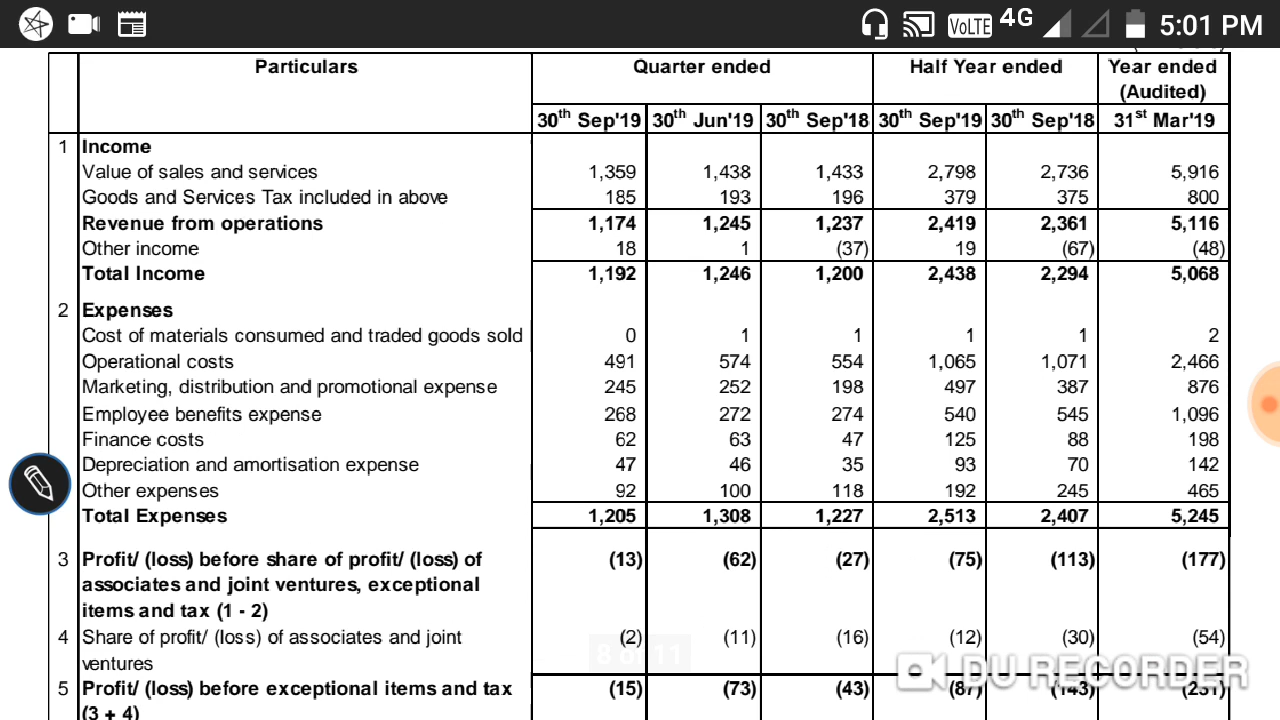 VoLTE 4G 5:01 PM
Particulars Quarter ended Half Year ended Year ended
(Audited)
30th Sep'19 30th Jun'19 30th Sep'18 30th Sep'19 30th Sep'18 31st Mar'19
1 Income
Value of sales and services 1,359 1,438 1,433 2,798 2,736 5,916
Goods and Services Tax included in above 185 193 196 379 375 800
Revenue from operations 1,174 1,245 1,237 2,419 2,361 5,116
Other income 18 1 (37) 19 (67) (48)
Total Income 1,192 1,246 1,200 2,438 2,294 5,068
2 Expenses
Cost of materials consumed and traded goods sold 0 1 1 1 1 2
Operational costs 491 574 554 1,065 1,071 2,466
Marketing, distribution and promotional expense 245 252 198 497 387 876
Employee benefits expense 268 272 274 540 545 1,096
Finance costs 62 63 47 125 88 198
Depreciation and amortisation expense 47 46 35 93 70 142
Other expenses 92 100 118 192 245 465
Total Expenses 1,205 1,308 1,227 2,513 2,407 5,245
3 Profit/ (loss) before share of profit/ (loss) of (13) (62) (27) (75) (113) (177)
associates and joint ventures, exceptional
items and tax (1 - 2)
4 Share of profit/ (loss) of associates and joint (2) (11) (16) (12) (30) (54)
ventures
8 of 11
DU RECORDER
5 Profit/ (loss) before exceptional items and tax (15) (73) (43) (87) (143) (231)
(3 + 4)